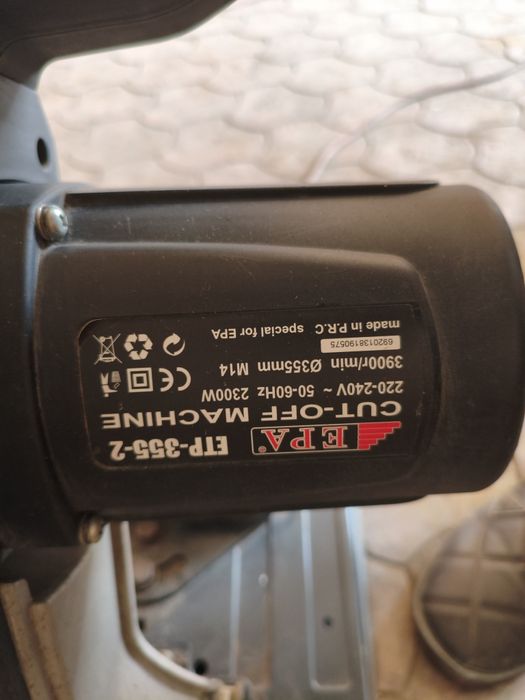 EPA® ETP-355-2
CUT-OFF MACHINE
220-240V ~ 50-60Hz 2300W
3900r/min Ø355mm M14
6920138190575
made in P.R.C special for EPA
CE